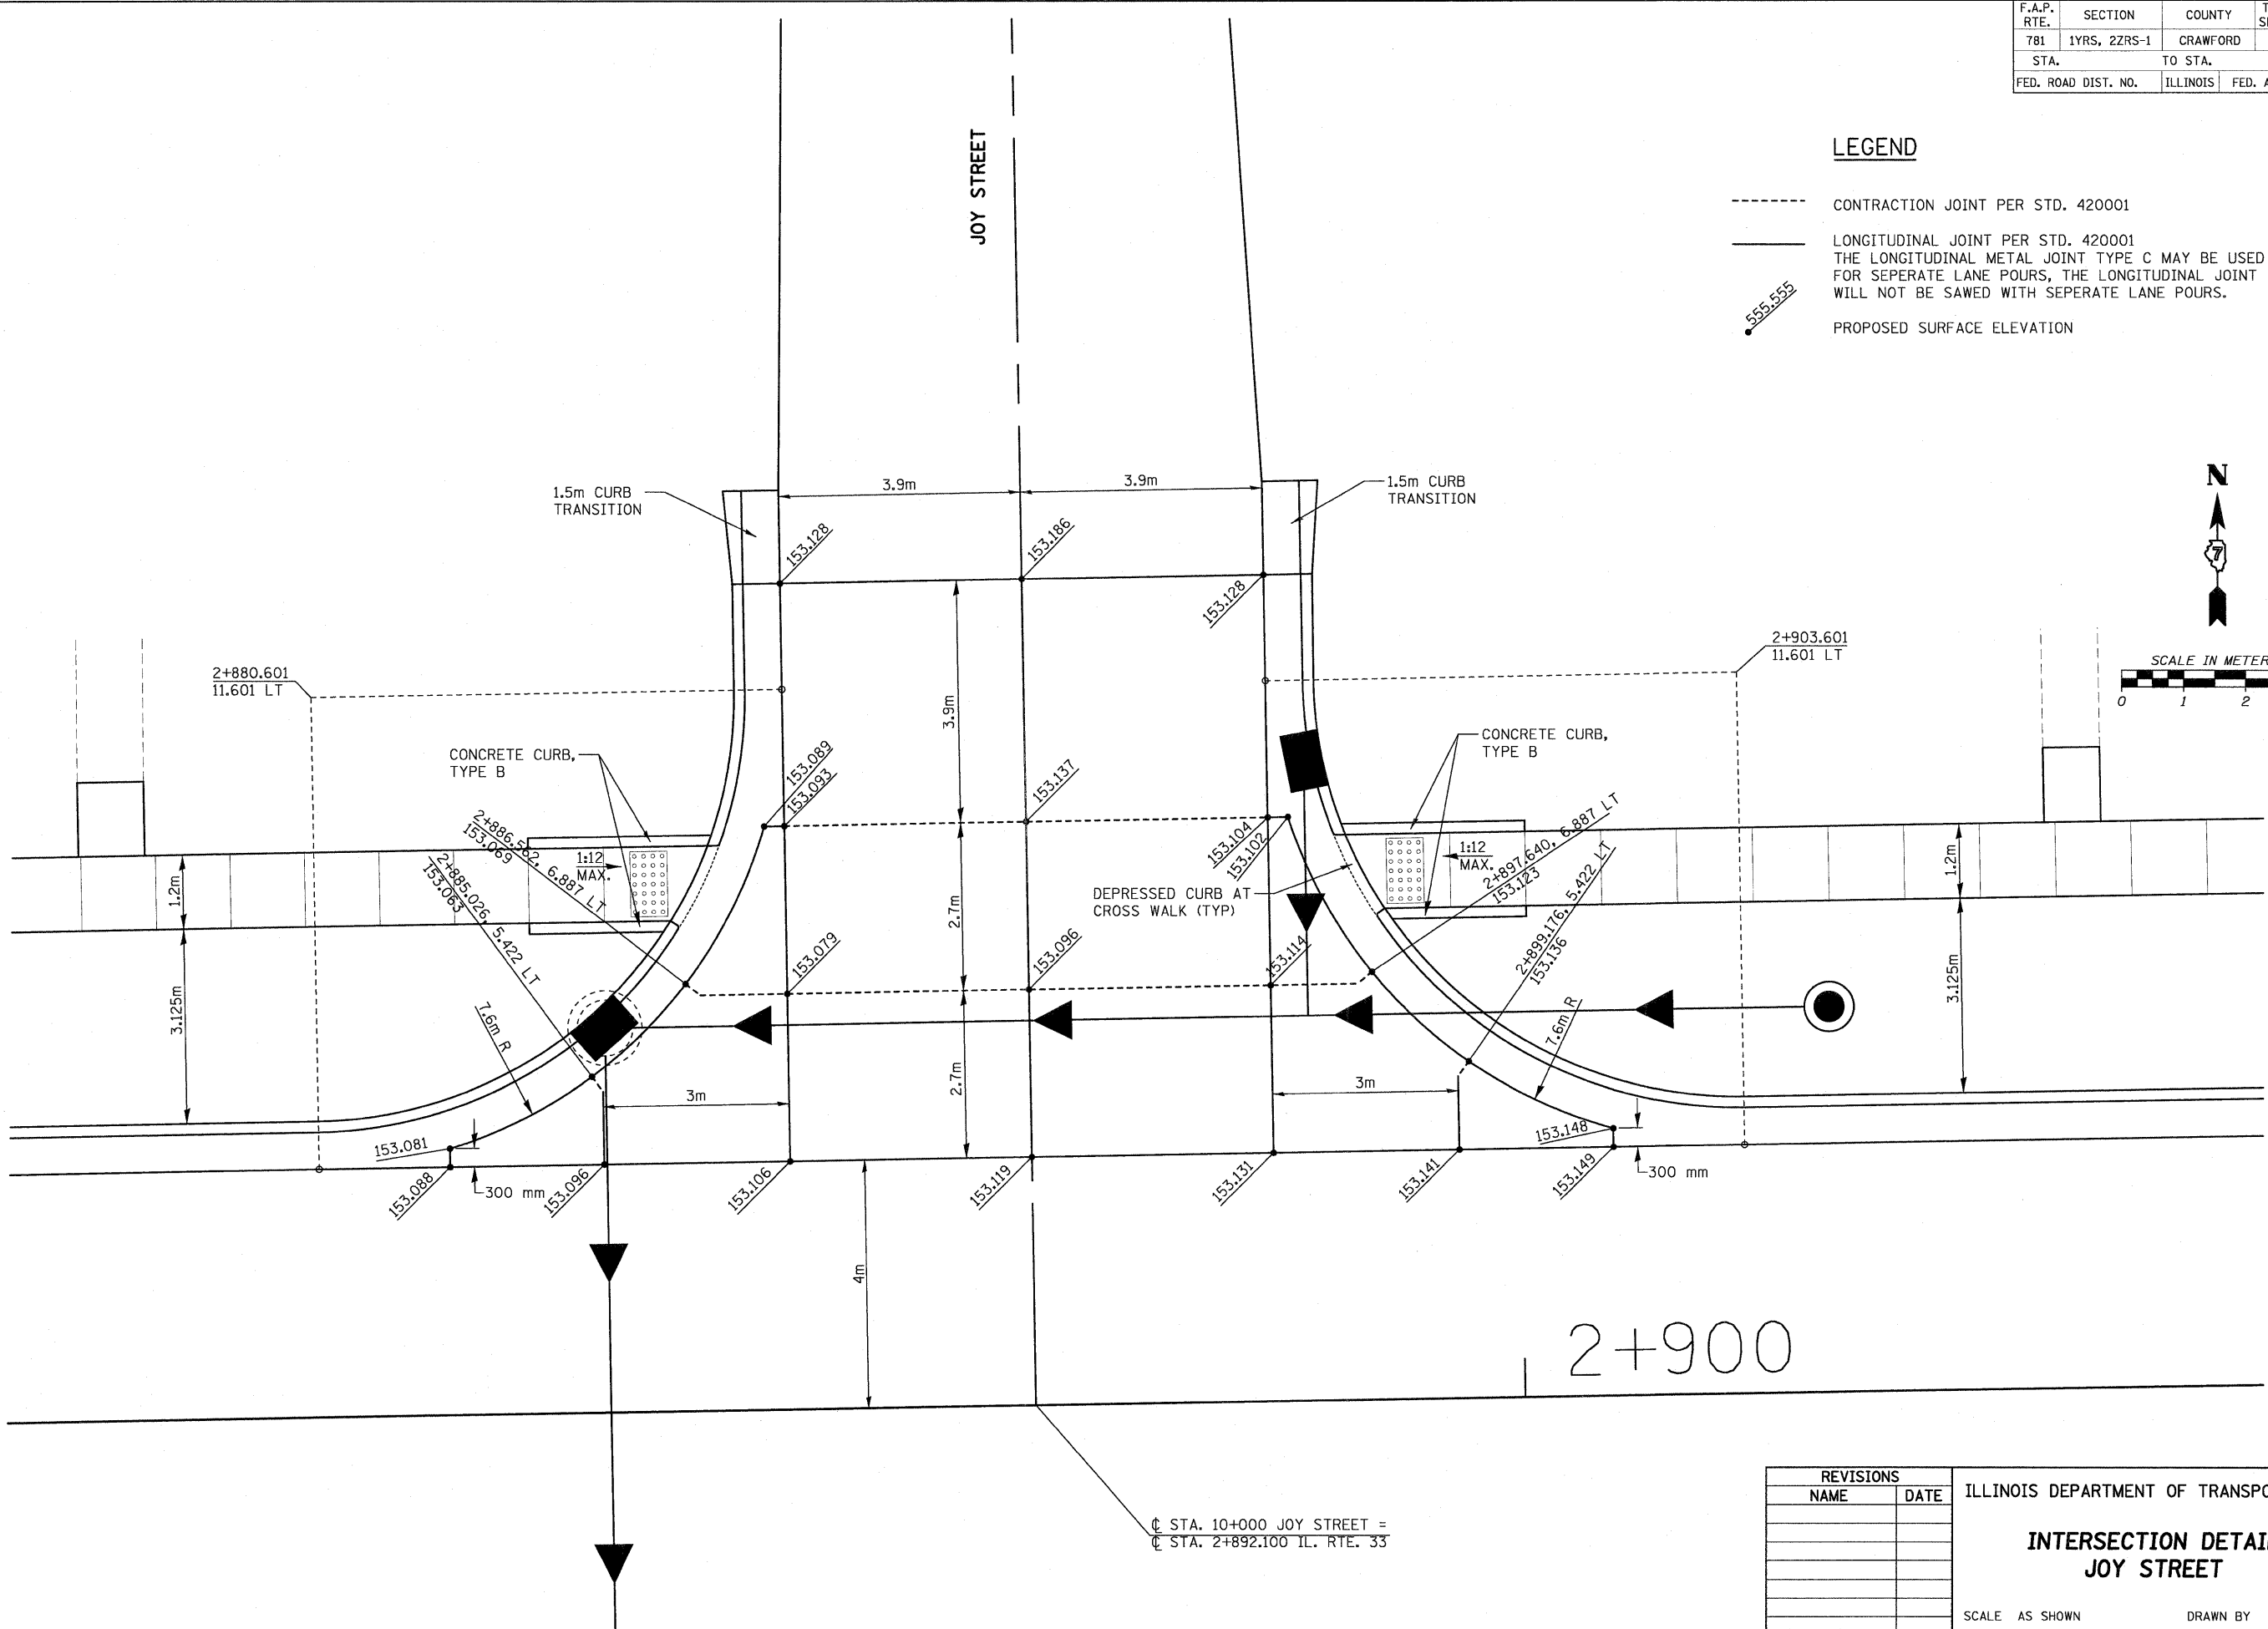 F.A.P. RTE.
SECTION
COUNTY
781
1YRS, 2ZRS-1
CRAWFORD
STA.
TO STA.
FED. ROAD DIST. NO.
ILLINOIS
FED.
LEGEND
CONTRACTION JOINT PER STD. 420001
LONGITUDINAL JOINT PER STD. 420001
THE LONGITUDINAL METAL JOINT TYPE C MAY BE USED
FOR SEPERATE LANE POURS, THE LONGITUDINAL JOINT
WILL NOT BE SAWED WITH SEPERATE LANE POURS.
555.555
PROPOSED SURFACE ELEVATION
JOY STREET
N
7
SCALE IN METER
0 1 2
1.5m CURB
TRANSITION
3.9m
3.9m
1.5m CURB
TRANSITION
153.128
153.186
153.128
2+880.601
11.601 LT
2+903.601
11.601 LT
3.9m
CONCRETE CURB,
TYPE B
CONCRETE CURB,
TYPE B
153.089
153.093
153.137
153.104
153.102
2+886.562, 6.887 LT
153.069
2+885.026, 5.422 LT
153.063
2+897.640, 6.887 LT
153.123
2+899.176, 5.422 LT
153.136
1:12
MAX.
1:12
MAX.
1.2m
1.2m
DEPRESSED CURB AT
CROSS WALK (TYP)
2.7m
153.079
153.096
153.114
3.125m
3.125m
7.6m R
7.6m R
2.7m
3m
3m
153.081
153.148
300 mm
300 mm
153.088
153.096
153.106
153.119
153.131
153.141
153.149
4m
2+900
℄ STA. 10+000 JOY STREET =
℄ STA. 2+892.100 IL. RTE. 33
REVISIONS
NAME
DATE
ILLINOIS DEPARTMENT OF TRANSPO
INTERSECTION DETAI
JOY STREET
SCALE AS SHOWN
DRAWN BY